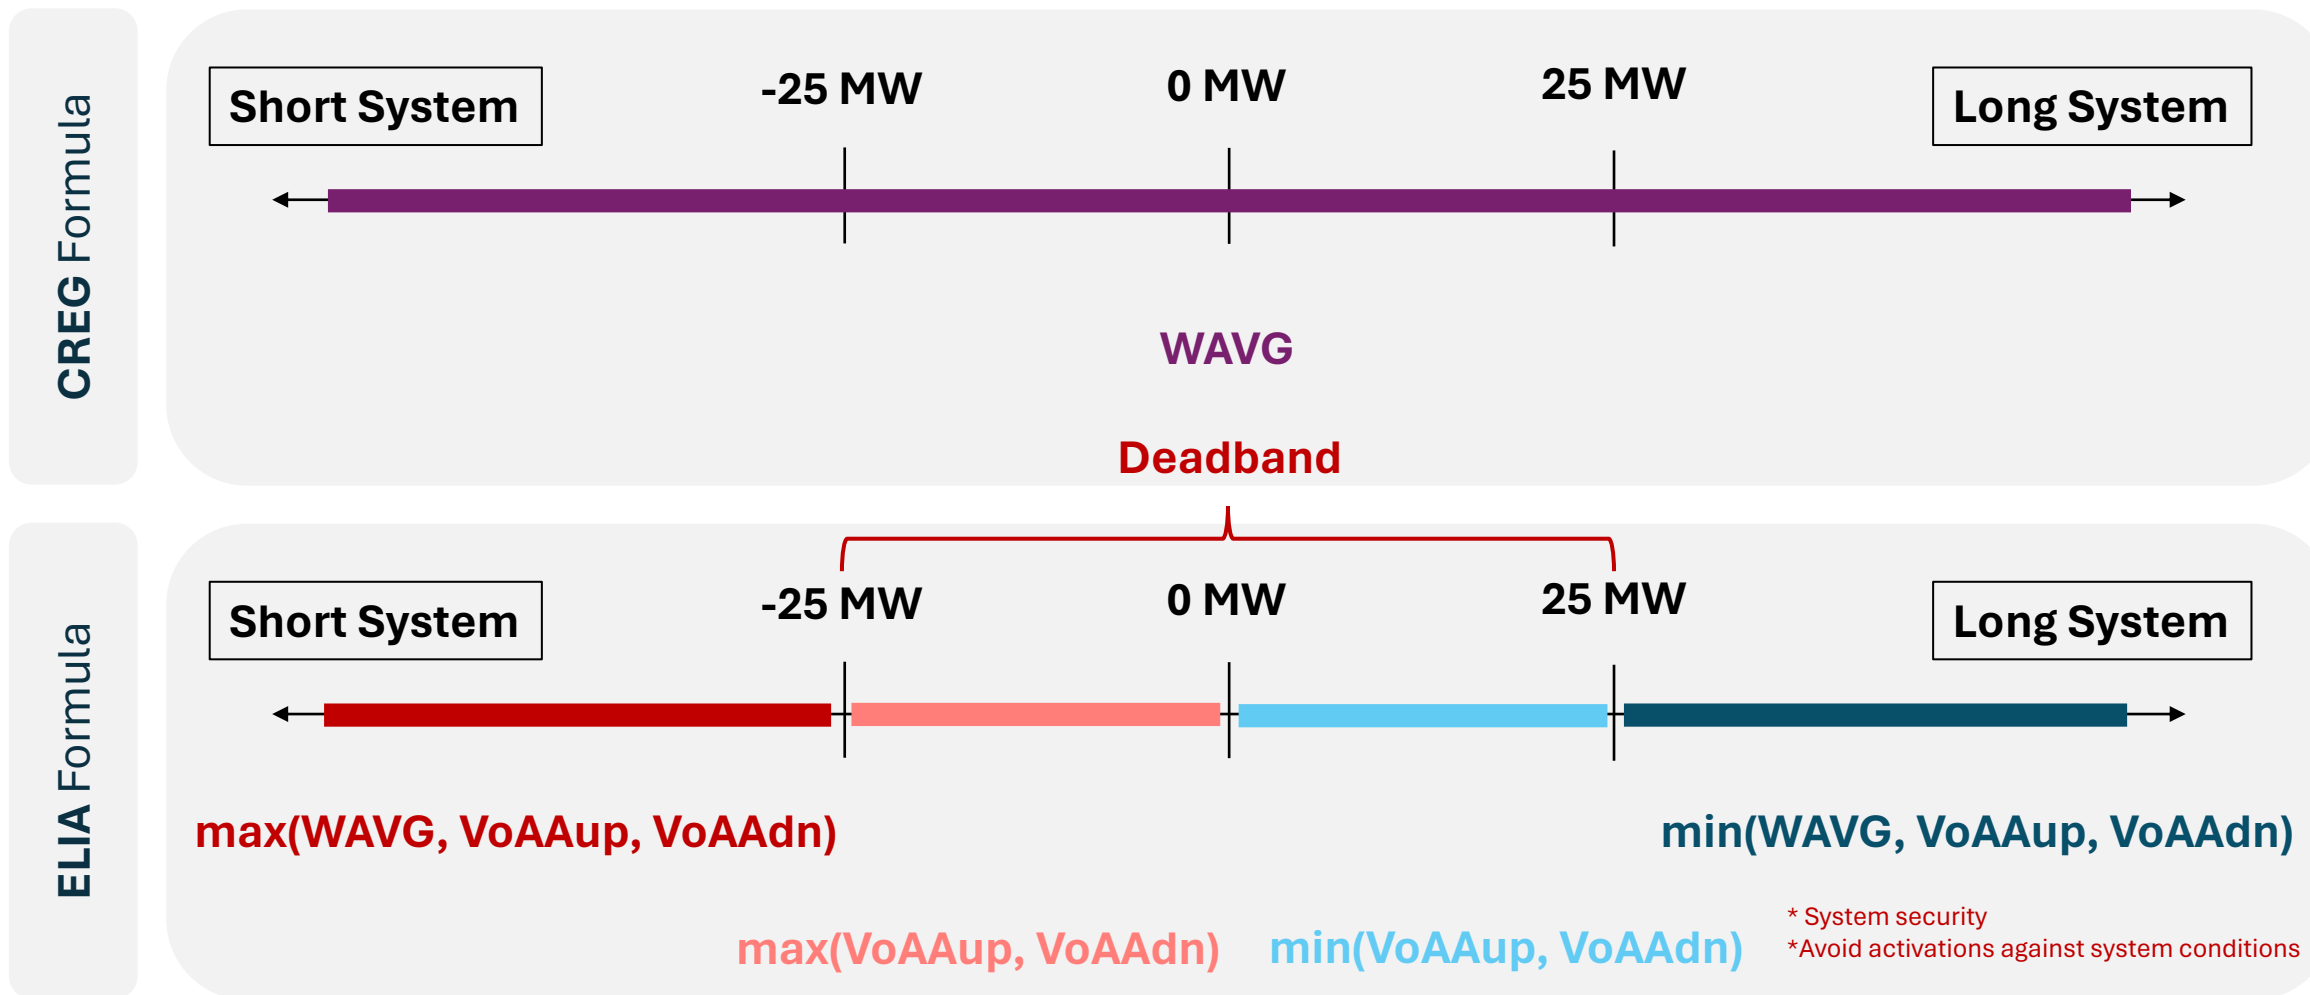 CREG Formula
Short System
-25 MW
0 MW
25 MW
Long System
WAVG
Deadband
ELIA Formula
Short System
-25 MW
0 MW
25 MW
Long System
max(WAVG, VoAAup, VoAAdn)
min(WAVG, VoAAup, VoAAdn)
max(VoAAup, VoAAdn)
min(VoAAup, VoAAdn)
* System security
*Avoid activations against system conditions